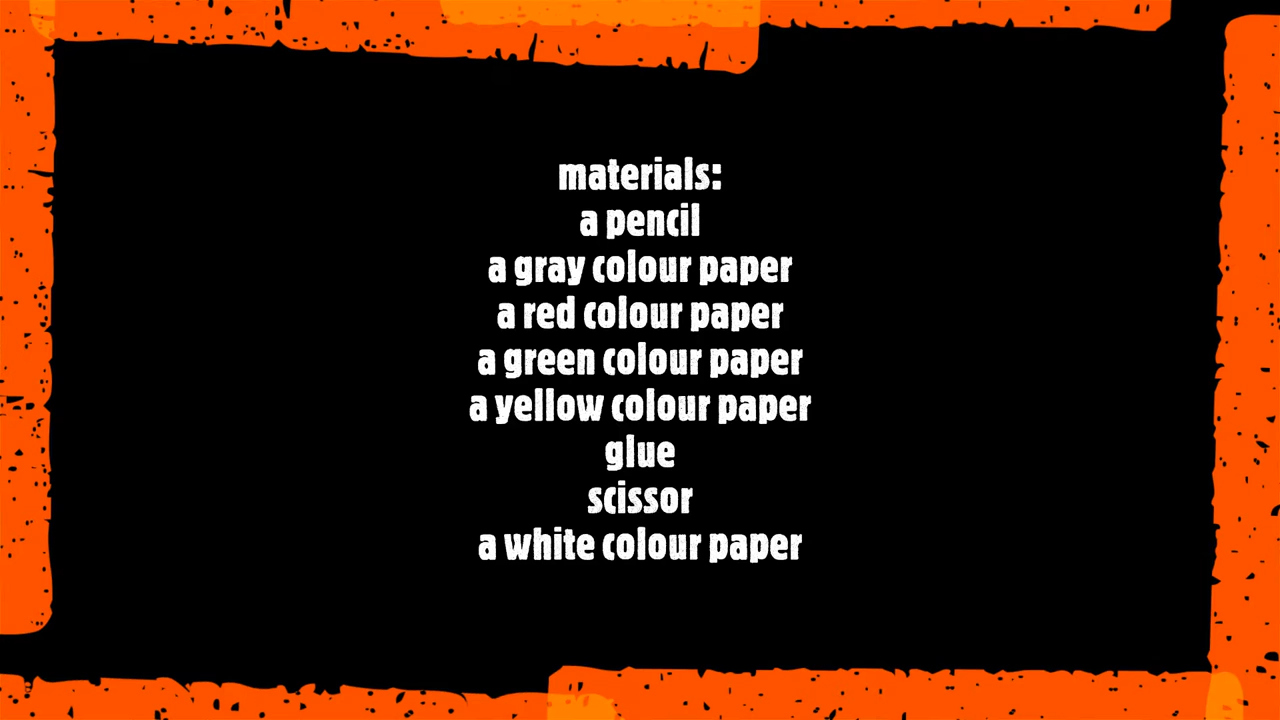 materials:
a pencil
a gray colour paper
a red colour paper
a green colour paper
a yellow colour paper
glue
scissor
a white colour paper